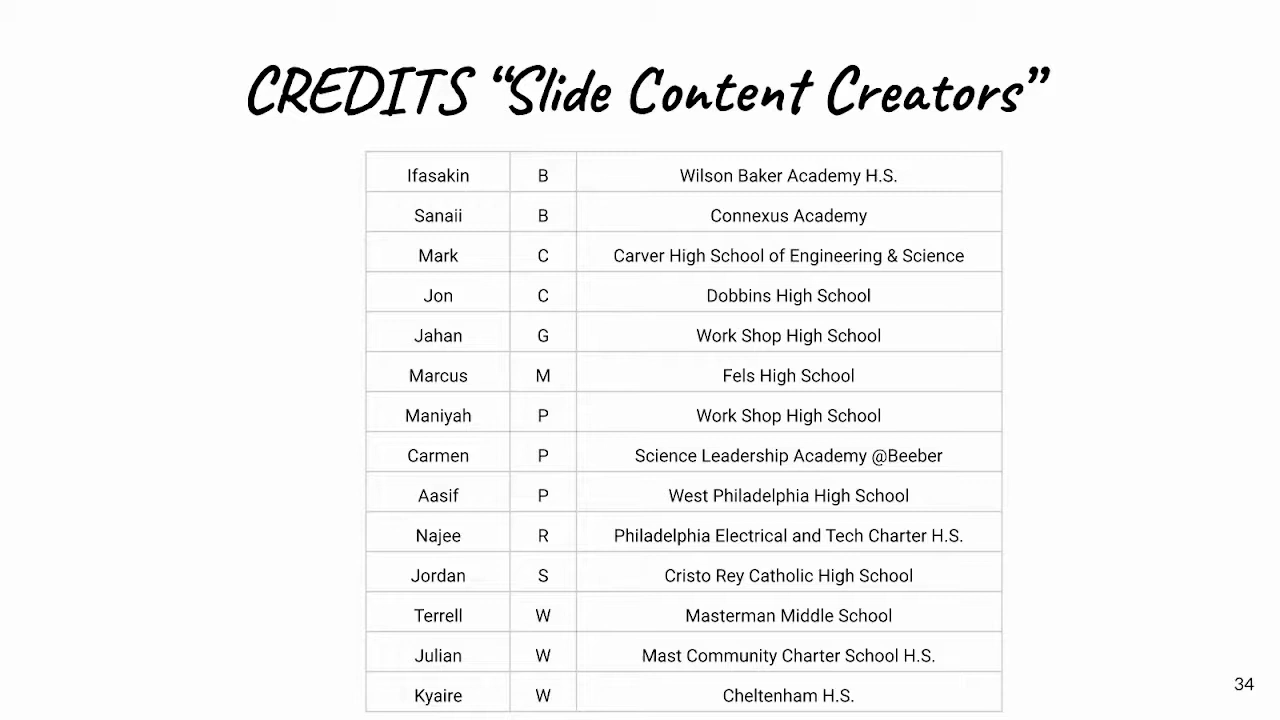 CREDITS “Slide Content Creators”
Ifasakin B Wilson Baker Academy H.S.
Sanaii B Connexus Academy
Mark C Carver High School of Engineering & Science
Jon C Dobbins High School
Jahan G Work Shop High School
Marcus M Fels High School
Maniyah P Work Shop High School
Carmen P Science Leadership Academy @Beeber
Aasif P West Philadelphia High School
Najee R Philadelphia Electrical and Tech Charter H.S.
Jordan S Cristo Rey Catholic High School
Terrell W Masterman Middle School
Julian W Mast Community Charter School H.S.
Kyaire W Cheltenham H.S.
34